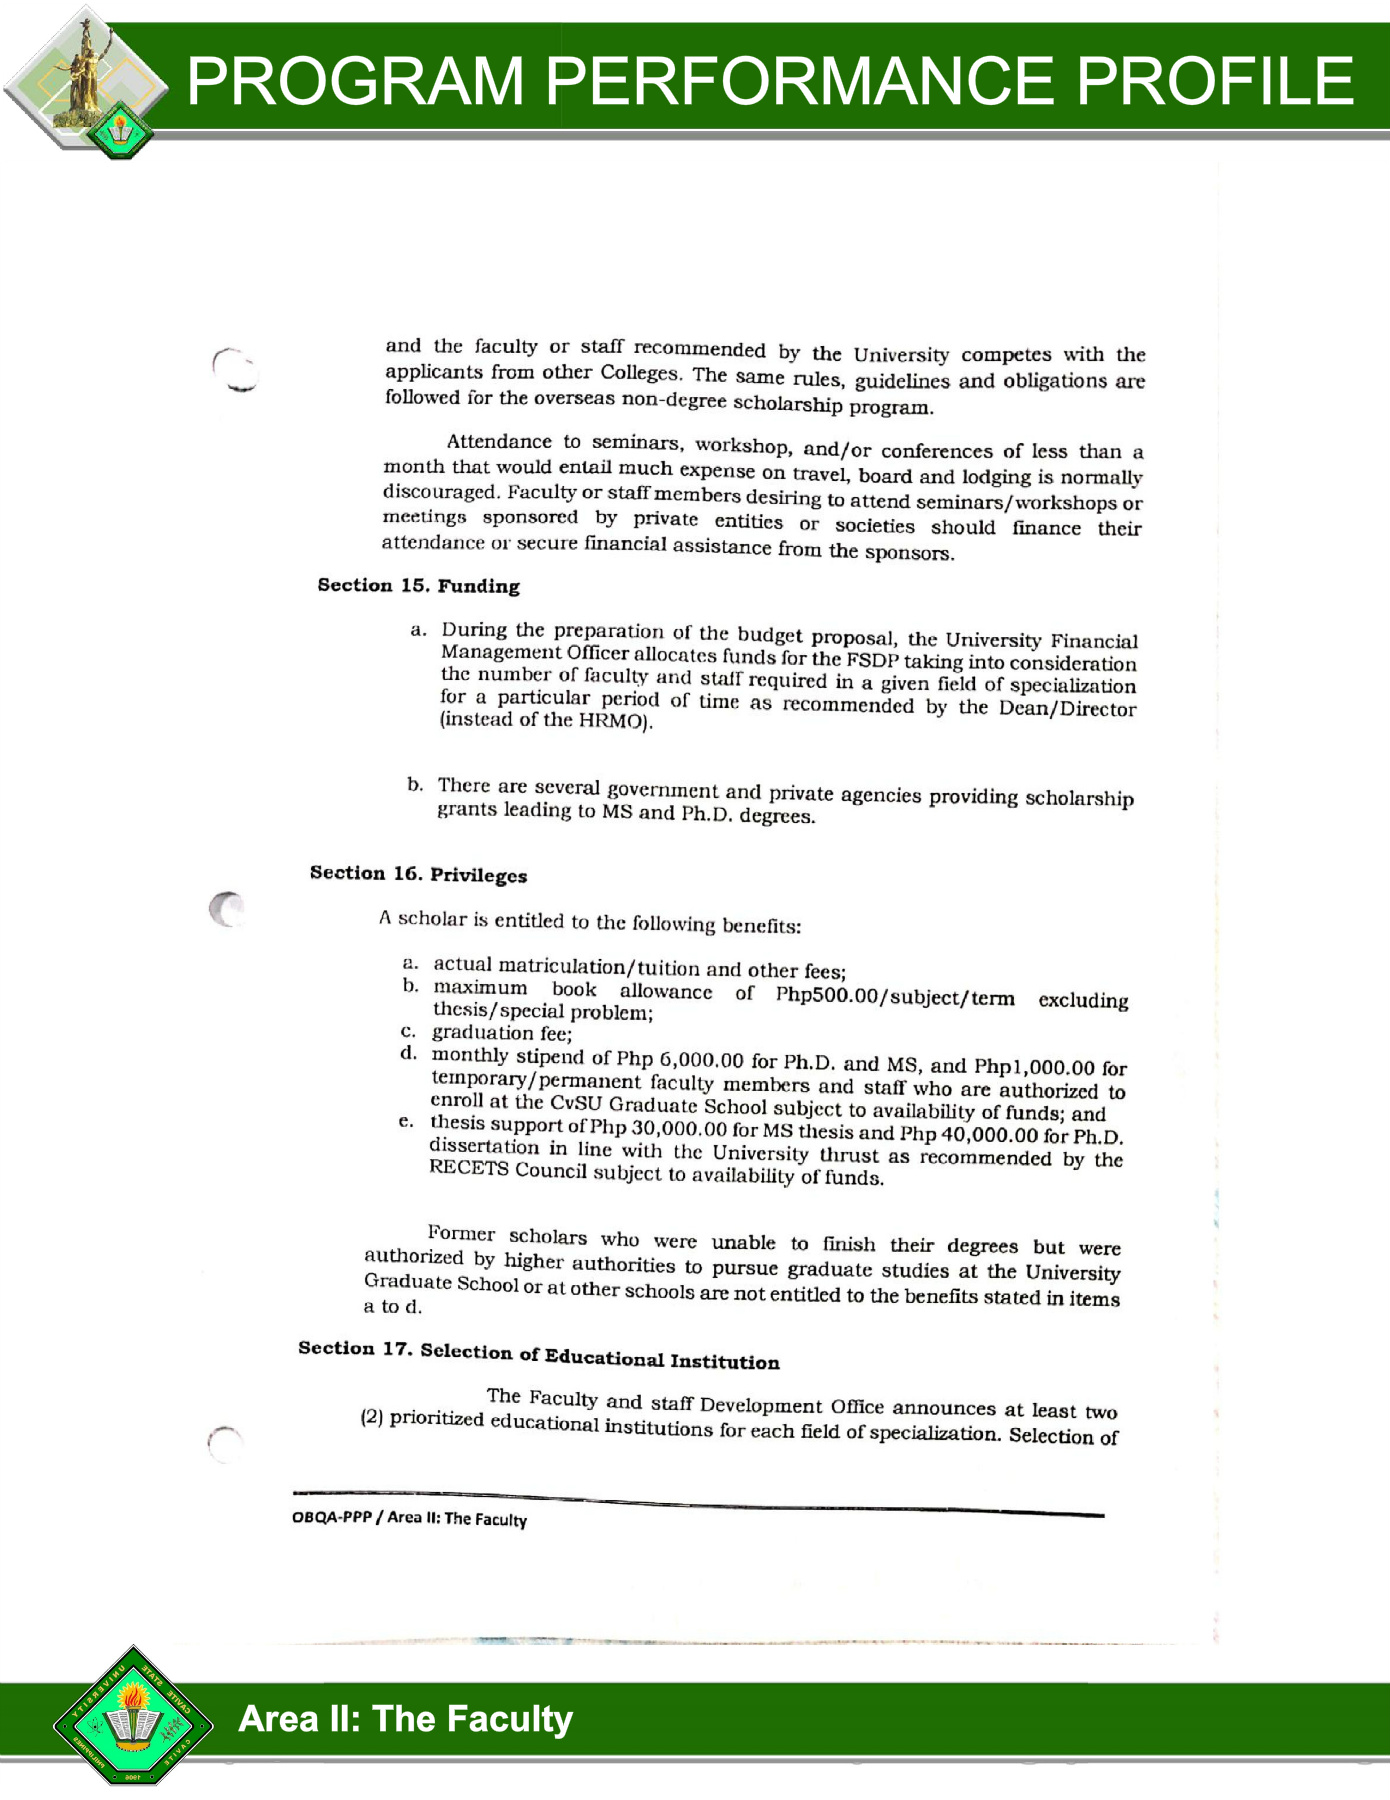 PROGRAM PERFORMANCE PROFILE
and the faculty or staff recommended by the University competes with the
applicants from other Colleges. The same rules, guidelines and obligations are
followed for the overseas non-degree scholarship program.
Attendance to seminars, workshop, and/or conferences of less than a
month that would entail much expense on travel, board and lodging is normally
discouraged. Faculty or staff members desiring to attend seminars/workshops or
meetings sponsored by private entities or societies should finance their
attendance or secure financial assistance from the sponsors.
Section 15. Funding
a. During the preparation of the budget proposal, the University Financial
Management Officer allocates funds for the FSDP taking into consideration
the number of faculty and staff required in a given field of specialization
for a particular period of time as recommended by the Dean/Director
(instead of the HRMO).
b. There are several government and private agencies providing scholarship
grants leading to MS and Ph.D. degrees.
Section 16. Privileges
A scholar is entitled to the following benefits:
a. actual matriculation/tuition and other fees;
b. maximum book allowance of Php500.00/subject/term excluding
thesis/special problem;
c. graduation fee;
d. monthly stipend of Php 6,000.00 for Ph.D. and MS, and Php1,000.00 for
temporary/permanent faculty members and staff who are authorized to
enroll at the CvSU Graduate School subject to availability of funds; and
e. thesis support of Php 30,000.00 for MS thesis and Php 40,000.00 for Ph.D.
dissertation in line with the University thrust as recommended by the
RECETS Council subject to availability of funds.
Former scholars who were unable to finish their degrees but were
authorized by higher authorities to pursue graduate studies at the University
Graduate School or at other schools are not entitled to the benefits stated in items
a to d.
Section 17. Selection of Educational Institution
The Faculty and staff Development Office announces at least two
(2) prioritized educational institutions for each field of specialization. Selection of
OBQA-PPP / Area II: The Faculty
CAVITE STATE UNIVERSITY
CAVITE
PHILIPPINES
1906
Area II: The Faculty